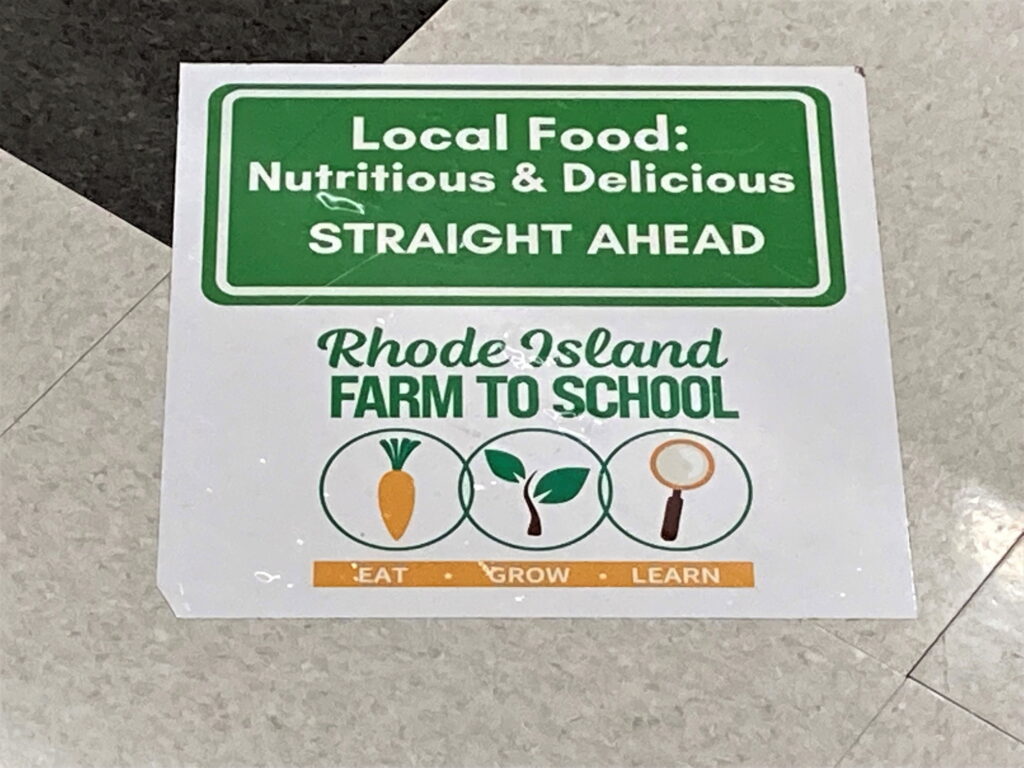 Local Food:
Nutritious & Delicious
STRAIGHT AHEAD
Rhode Island
FARM TO SCHOOL
EAT • GROW • LEARN